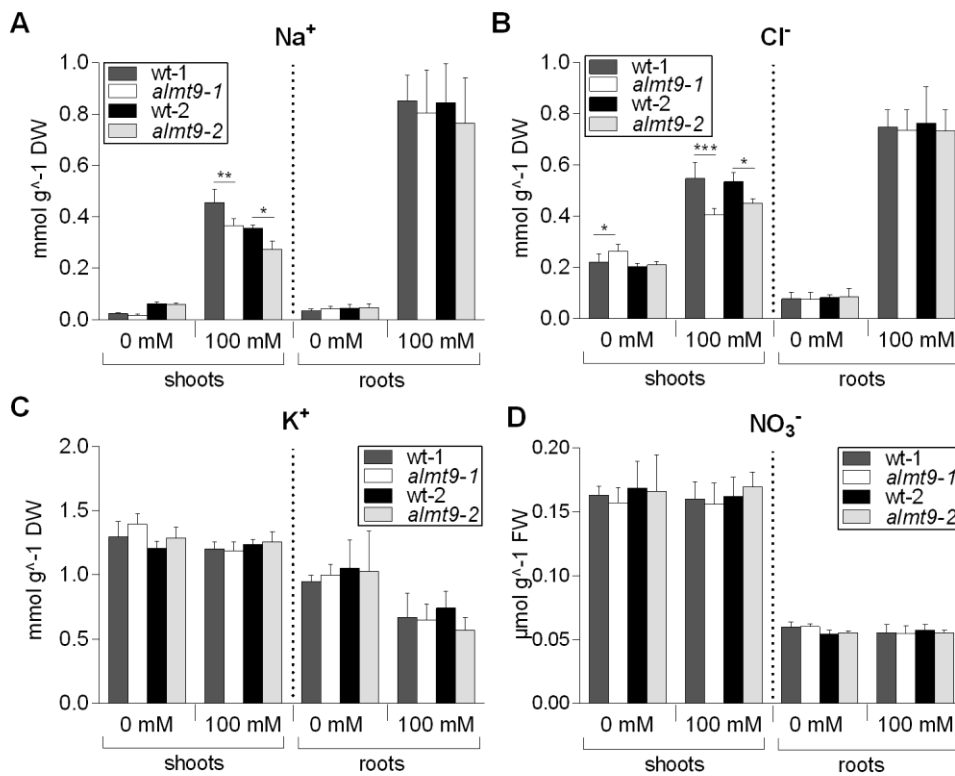 A
Na⁺
wt-1
almt9-1
wt-2
almt9-2
mmol g^-1 DW
0.0
0.2
0.4
0.6
0.8
1.0
** *
0 mM 100 mM 0 mM 100 mM
shoots roots
B
Cl⁻
wt-1
almt9-1
wt-2
almt9-2
mmol g^-1 DW
1.0
0.8
0.6
0.4
0.2
0.0
* *** *
0 mM 100 mM 0 mM 100 mM
shoots roots
C
K⁺
wt-1
almt9-1
wt-2
almt9-2
mmol g^-1 DW
2.0
1.5
1.0
0.5
0.0
0 mM 100 mM 0 mM 100 mM
shoots roots
D
NO₃⁻
wt-1
almt9-1
wt-2
almt9-2
µmol g^-1 FW
0.20
0.15
0.10
0.05
0.00
0 mM 100 mM 0 mM 100 mM
shoots roots